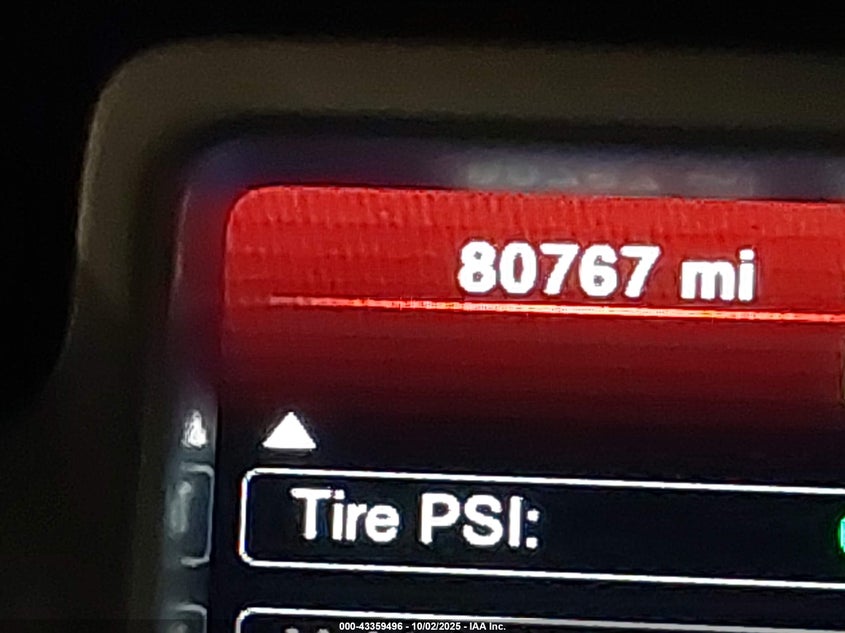 80767 mi
Tire PSI:
000-43359496 - 10/02/2025 - IAA Inc.